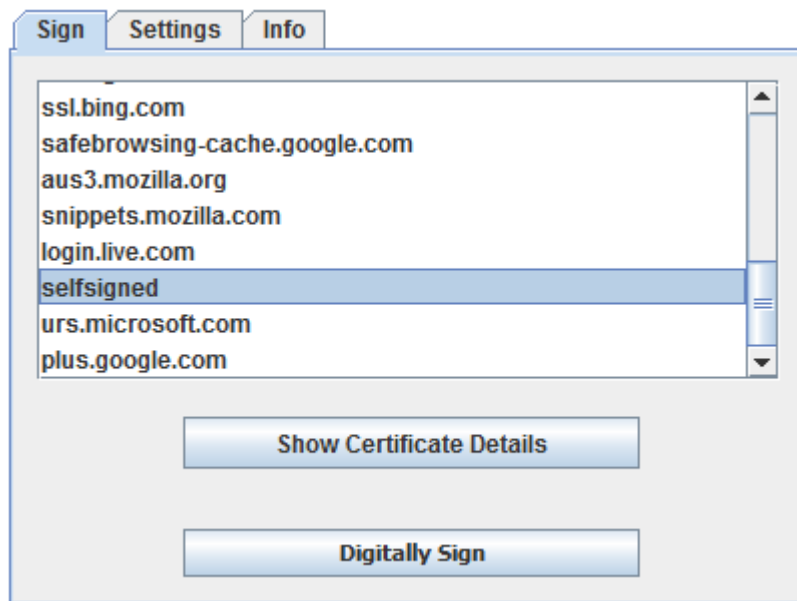 Sign Settings Info
ssl.bing.com
safebrowsing-cache.google.com
aus3.mozilla.org
snippets.mozilla.com
login.live.com
selfsigned
urs.microsoft.com
plus.google.com
Show Certificate Details
Digitally Sign